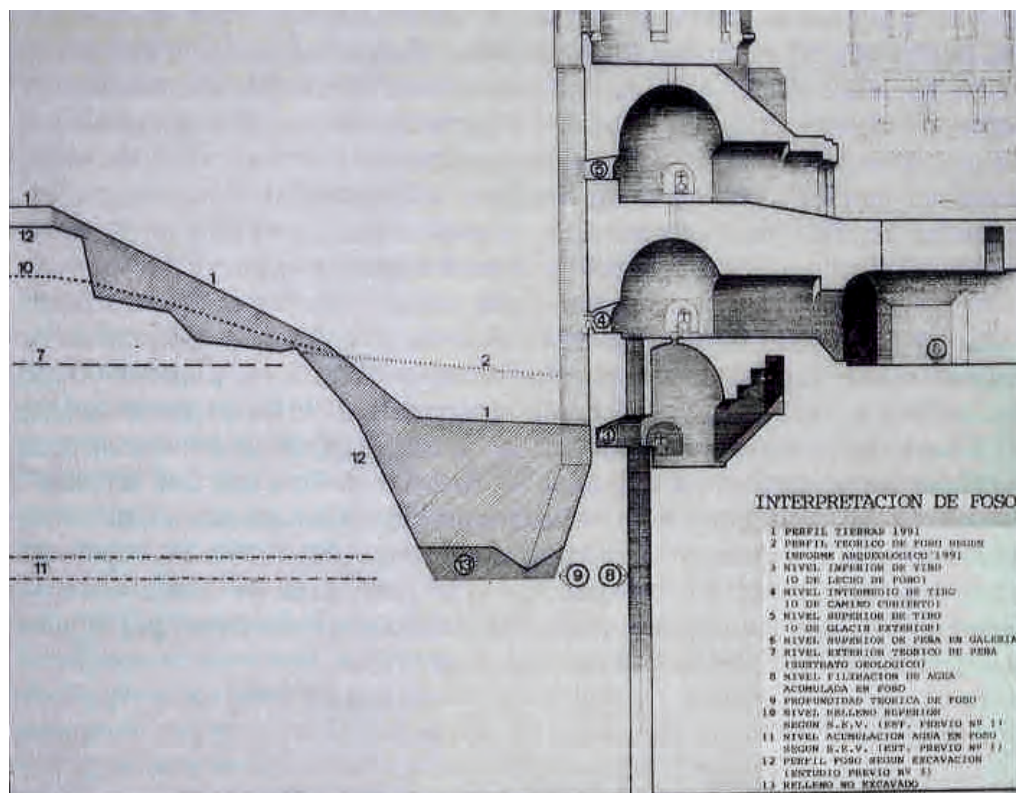 1
12
10
1
7
2
1
12
11
13
9 8
5
4
6
3
INTERPRETACION DE FOSO
1 PERFIL TIERRAS 1991
2 PERFIL TEORICO DE FOSO SEGUN
INFORME ARQUEOLOGICO 1991
3 NIVEL INFERIOR DE TIRO
(O DE LECHO DE FOSO)
4 NIVEL INTERMEDIO DE TIRO
(O DE CAMINO CUBIERTO)
5 NIVEL SUPERIOR DE TIRO
(O DE GLACIS EXTERIOR)
6 NIVEL SUPERIOR DE PEÑA EN GALERIA
7 NIVEL EXTERIOR TEORICO DE PEÑA
(SUSTRATO GEOLOGICO)
8 NIVEL FILTRACION DE AGUA
ACUMULADA EN FOSO
9 PROFUNDIDAD TEORICA DE FOSO
10 NIVEL RELLENO SUPERIOR
SEGUN S.E.V. (EST. PREVIO Nº 1)
11 NIVEL ACUMULACION AGUA EN FOSO
SEGUN S.E.V. (EST. PREVIO Nº 1)
12 PERFIL FOSO SEGUN EXCAVACION
(ESTUDIO PREVIO Nº 3)
13 RELLENO NO EXCAVADO